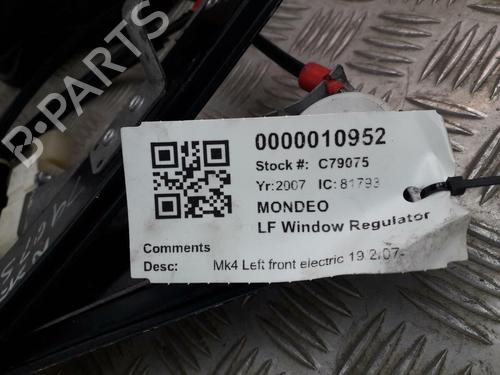 B-PARTS
0000010952
Stock #: C79075
Yr: 2007 IC: 81793
MONDEO
LF Window Regulator
Comments
Desc: Mk4 Left front electric 19.2.07-